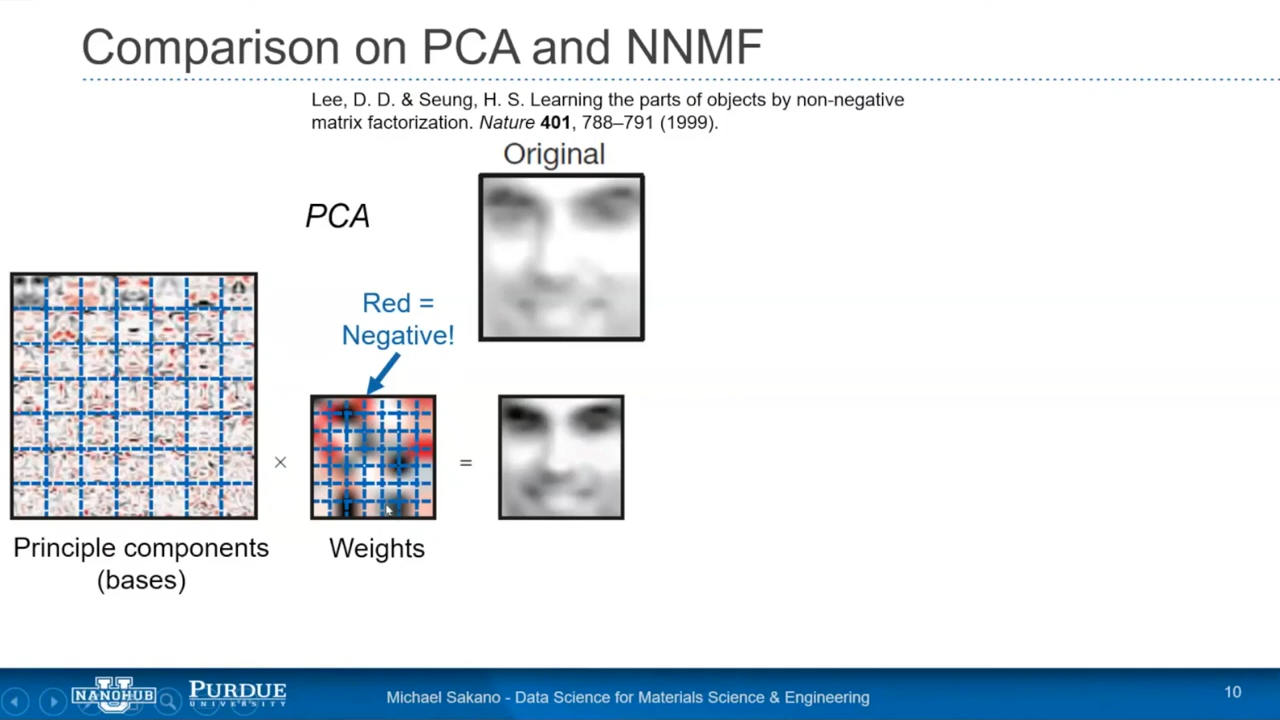 Comparison on PCA and NNMF
Lee, D. D. & Seung, H. S. Learning the parts of objects by non-negative
matrix factorization. Nature 401, 788–791 (1999).
Original
PCA
Red =
Negative!
×
=
Principle components
(bases)
Weights
NANOHUB
PURDUE
UNIVERSITY
Michael Sakano - Data Science for Materials Science & Engineering
10